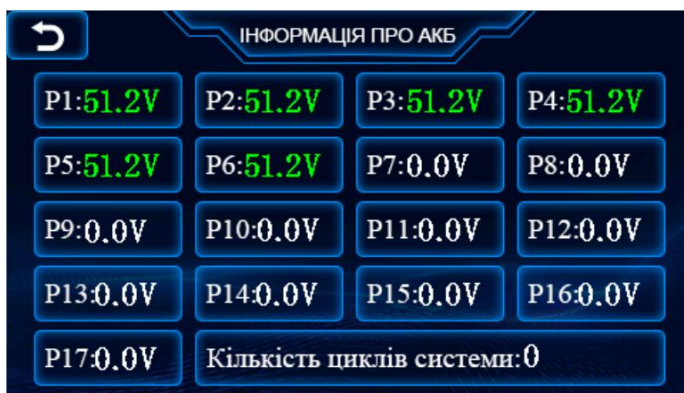 ІНФОРМАЦІЯ ПРО АКБ
P1:51.2V P2:51.2V P3:51.2V P4:51.2V
P5:51.2V P6:51.2V P7:0.0V P8:0.0V
P9:0.0V P10:0.0V P11:0.0V P12:0.0V
P13:0.0V P14:0.0V P15:0.0V P16:0.0V
P17:0.0V Кількість циклів системи:0